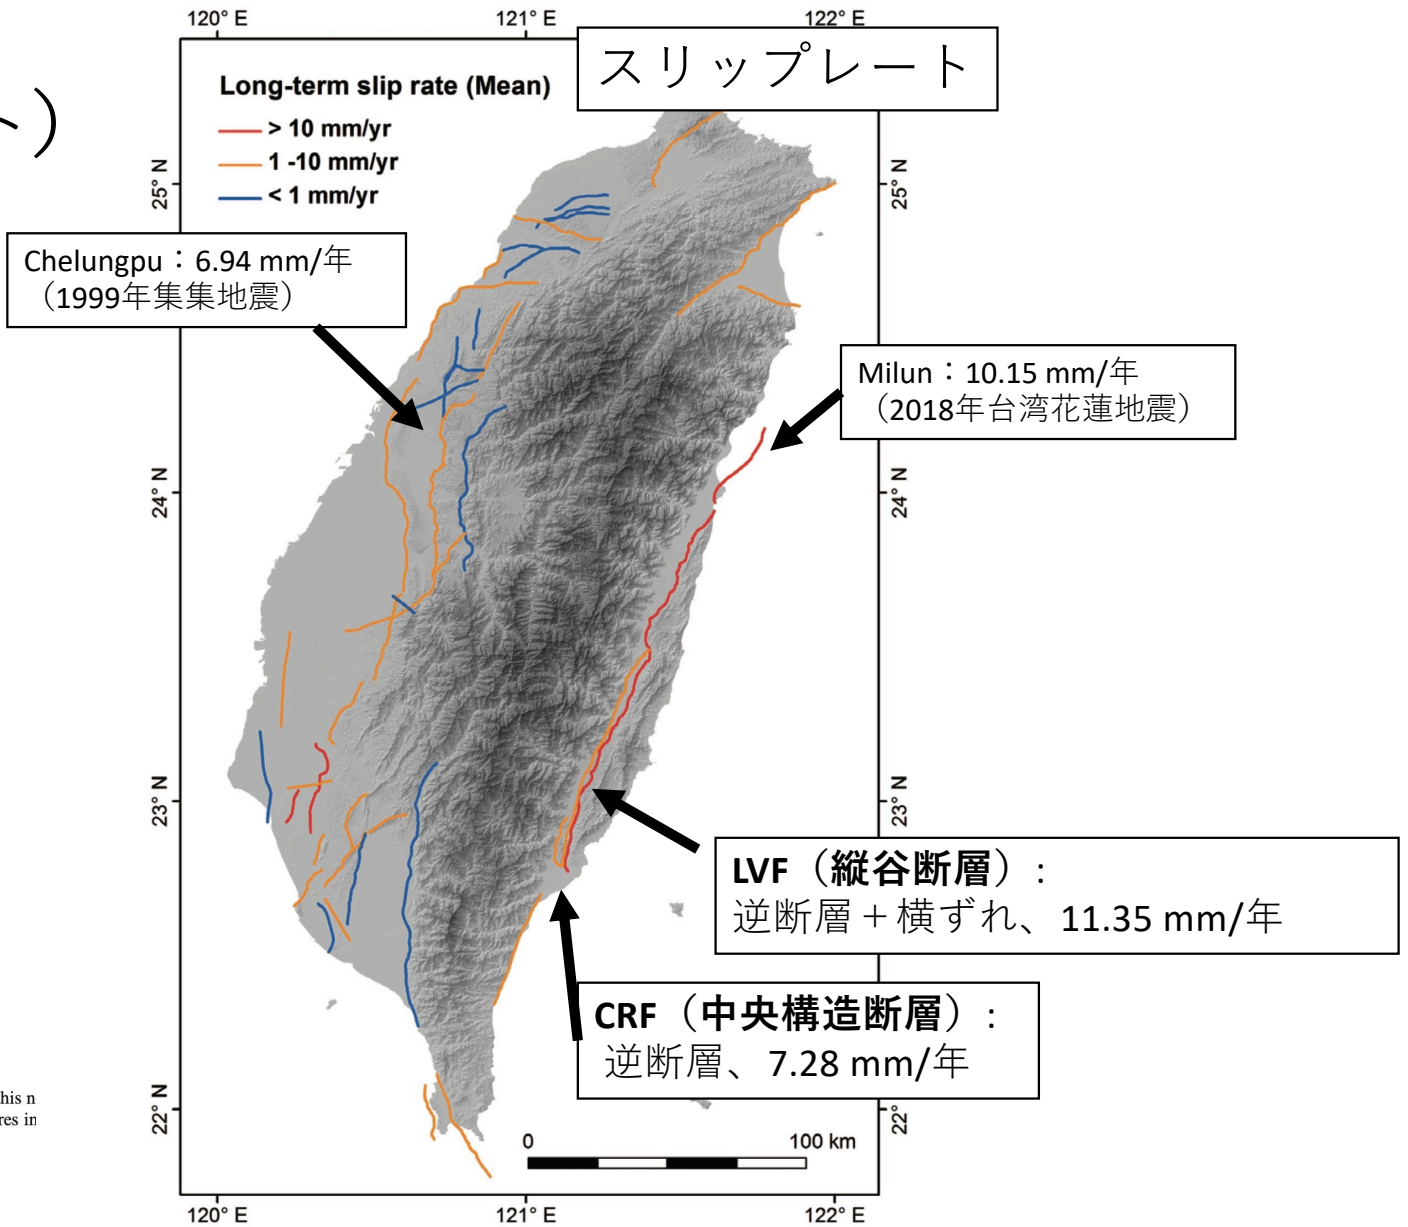 120° E
121° E
122° E
スリップレート
ト）
Long-term slip rate (Mean)
> 10 mm/yr
1 -10 mm/yr
< 1 mm/yr
25° N
25° N
Chelungpu：6.94 mm/年
（1999年集集地震）
Milun：10.15 mm/年
（2018年台湾花蓮地震）
24° N
24° N
23° N
23° N
LVF（縦谷断層）:
逆断層＋横ずれ、11.35 mm/年
CRF（中央構造断層）:
逆断層、7.28 mm/年
his n
res in
22° N
22°
0
100 km
120° E
121° E
122° E